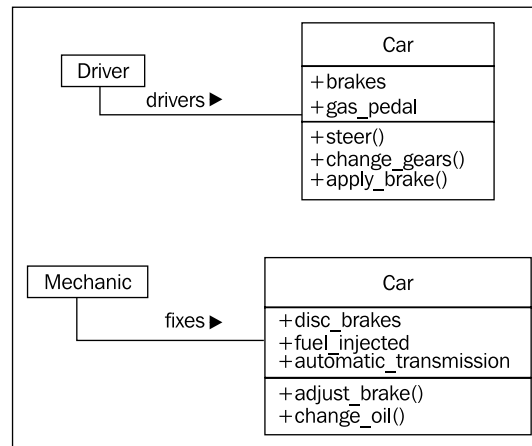 Driver
drivers ▶
Car
+brakes
+gas_pedal
+steer()
+change_gears()
+apply_brake()
Mechanic
fixes ▶
Car
+disc_brakes
+fuel_injected
+automatic_transmission
+adjust_brake()
+change_oil()